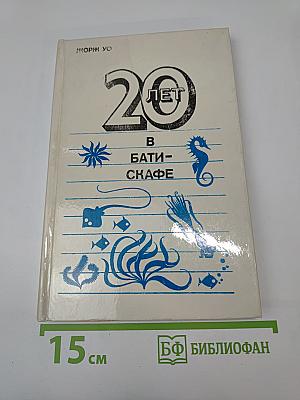 ЖОРЖ УО
20
ЛЕТ
В
БАТИ-
СКАФЕ
15 см
БФ БИБЛИОФАН